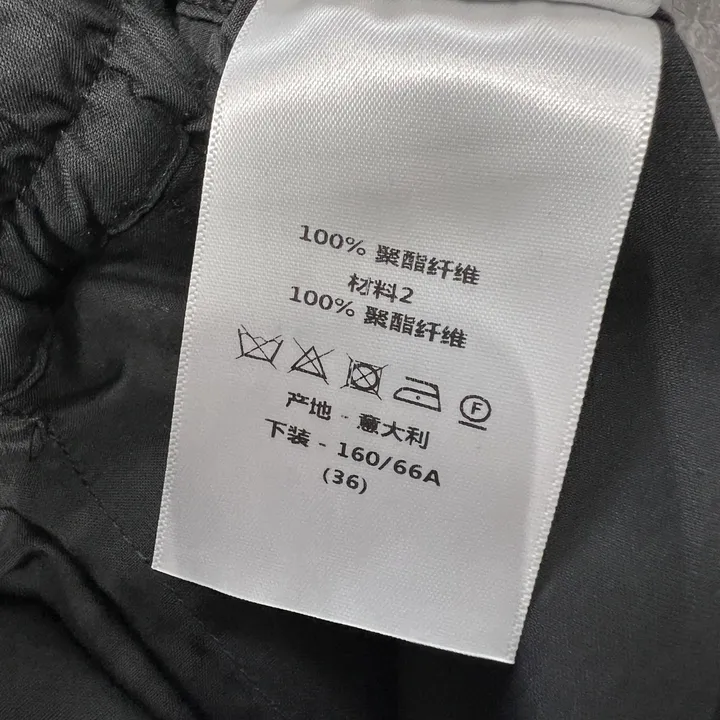 100% 聚酯纤维
材料2
100% 聚酯纤维
F
产地 - 意大利
下装 - 160/66A
(36)